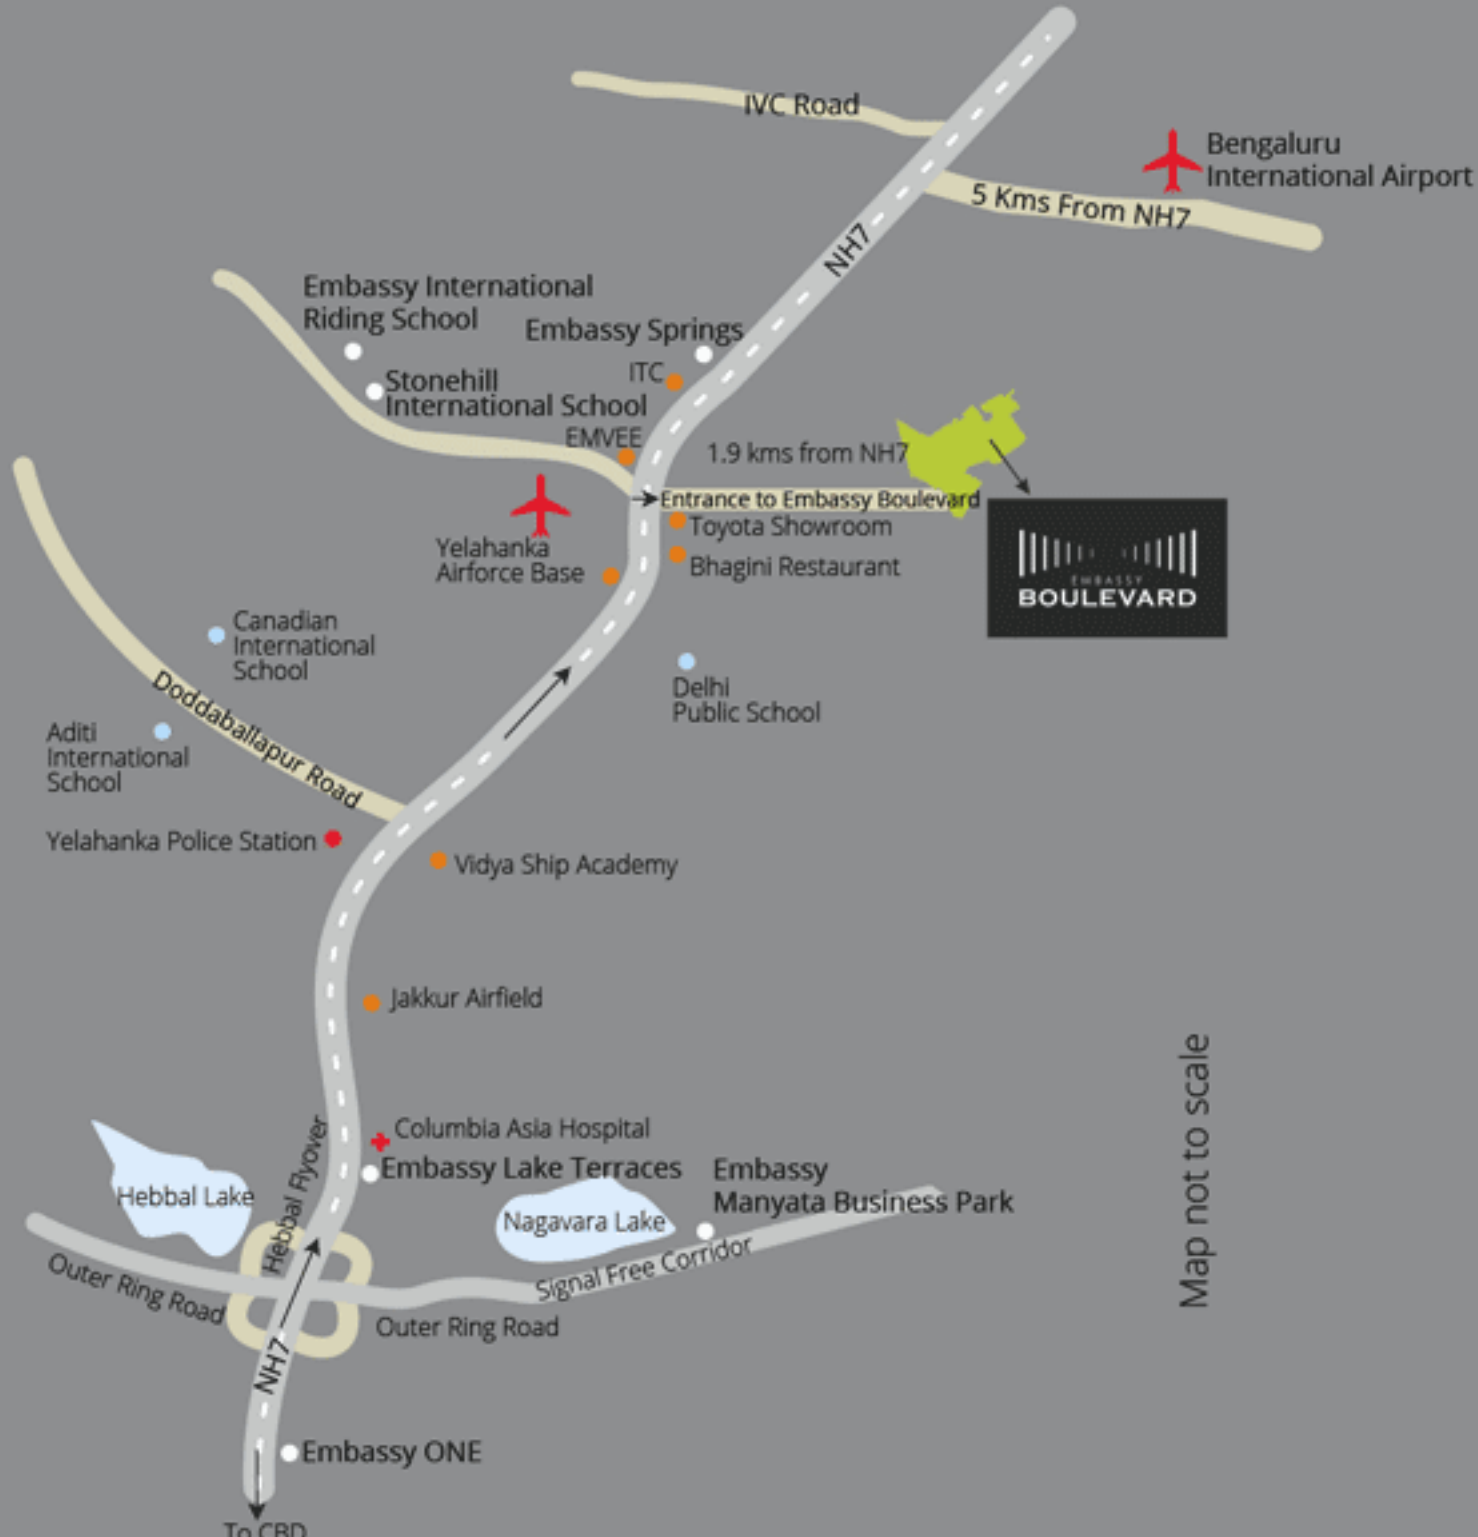 IVC Road
Bengaluru
International Airport
5 Kms From NH7
NH7
Embassy International
Riding School
Embassy Springs
ITC
Stonehill
International School
EMVEE
1.9 kms from NH7
Entrance to Embassy Boulevard
Toyota Showroom
Yelahanka
Airforce Base
Bhagini Restaurant
EMBASSY
BOULEVARD
Canadian
International
School
Delhi
Public School
Doddaballapur Road
Aditi
International
School
Yelahanka Police Station
Vidya Ship Academy
Jakkur Airfield
Map not to scale
Columbia Asia Hospital
Embassy Lake Terraces
Embassy
Manyata Business Park
Hebbal Flyover
Hebbal Lake
Nagavara Lake
Signal Free Corridor
Outer Ring Road
Outer Ring Road
NH7
Embassy ONE
To CBD